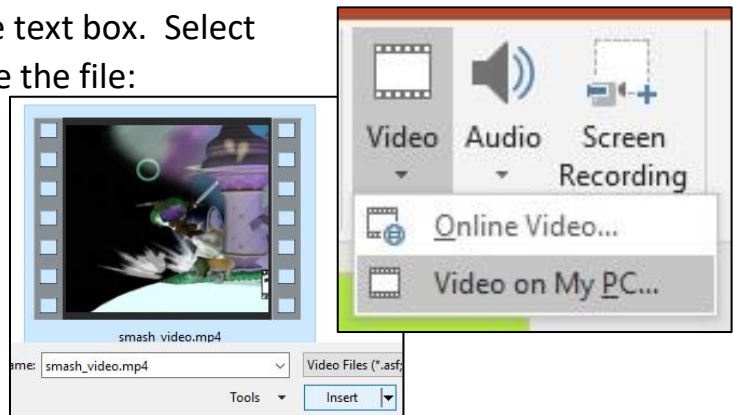 text box. Select
the file:
Video Audio Screen
Recording
Online Video...
Video on My PC...
smash_video.mp4
smash_video.mp4
Video Files (*.asf;
Tools
Insert